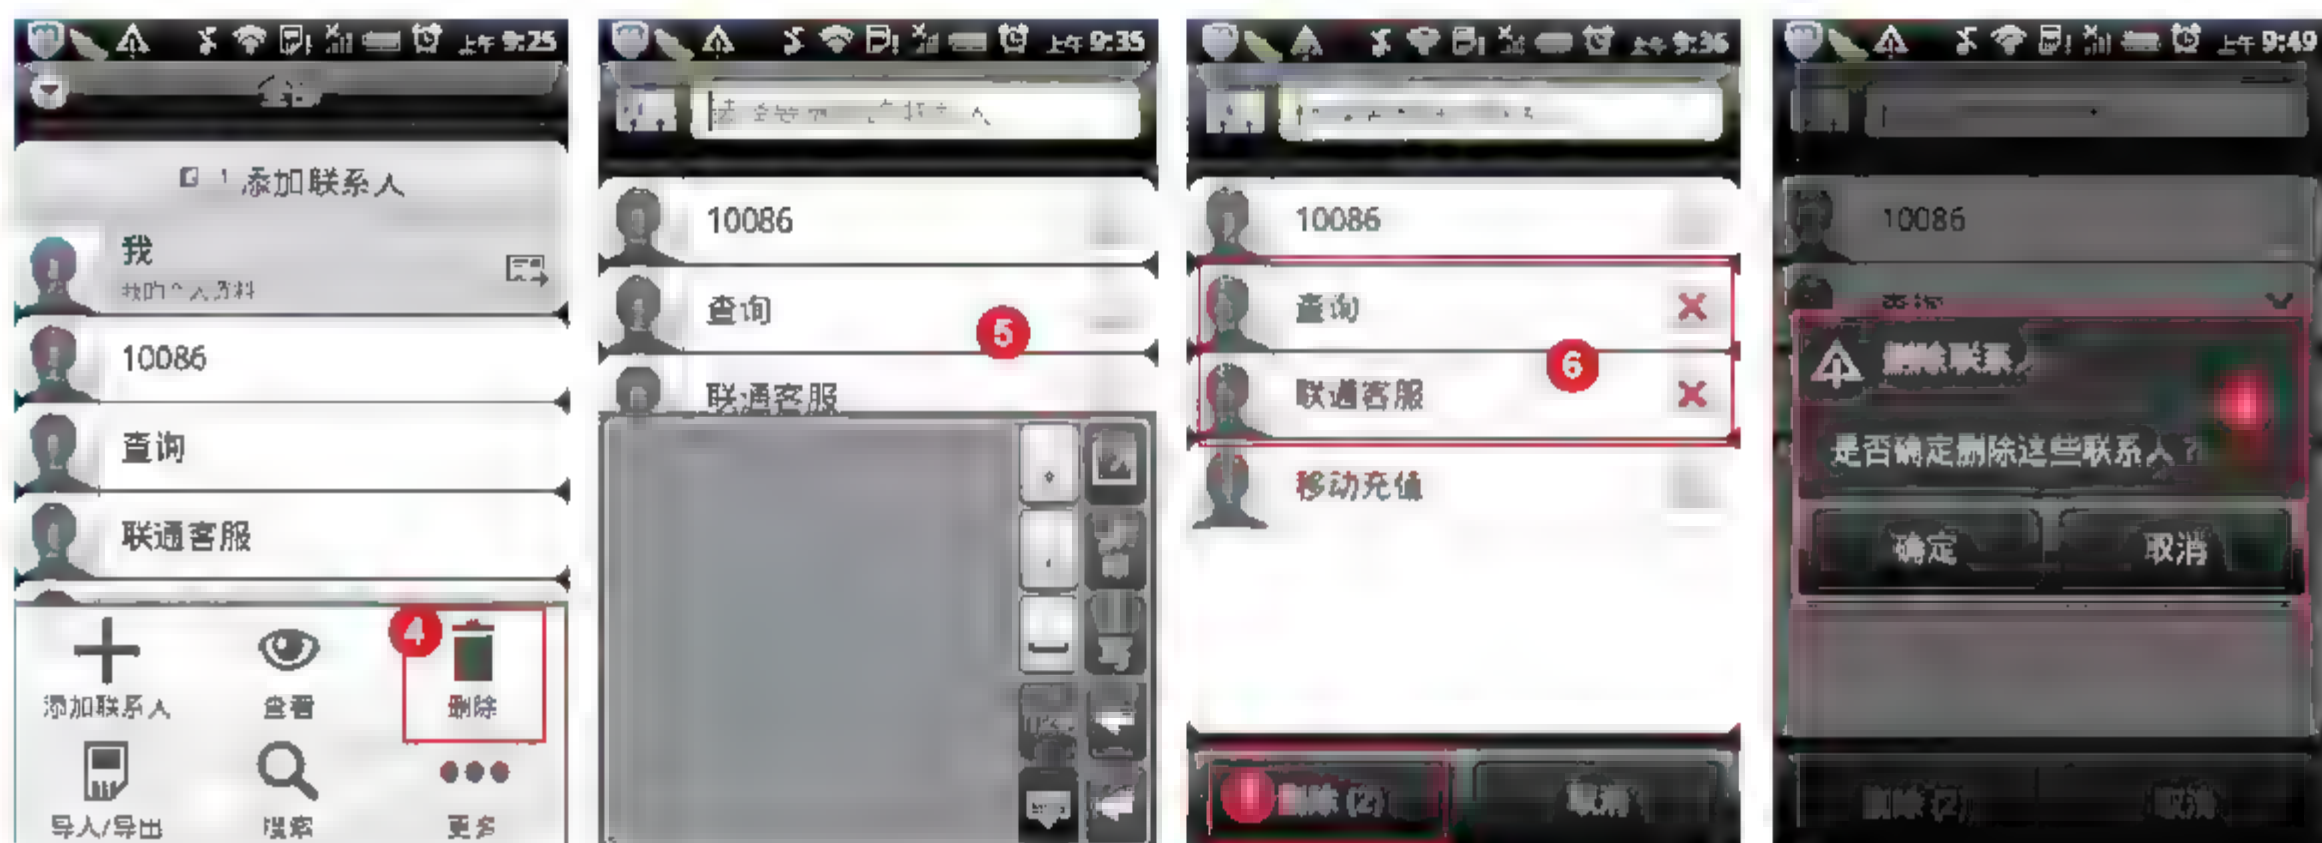 上午 9:25
添加联系人
我
我的个人资料
10086
查询
联通客服
4
添加联系人
查看
删除
导入/导出
搜索
更多
上午 9:35
10086
查询
5
联通客服
上午 9:36
10086
查询
6
联通客服
移动充值
删除 (2)
取消
上午 9:49
10086
查询
删除联系
是否确定删除这些联系人？
确定
取消
删除 (2)
取消